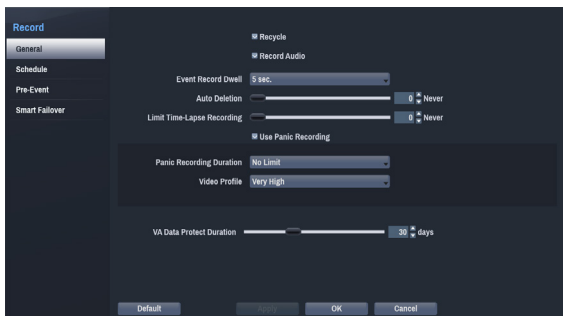 Record
General
Schedule
Pre-Event
Smart Failover
Recycle
Record Audio
Event Record Dwell 5 sec.
Auto Deletion 0 Never
Limit Time-Lapse Recording 0 Never
Use Panic Recording
Panic Recording Duration No Limit
Video Profile Very High
VA Data Protect Duration 30 days
Default Apply OK Cancel